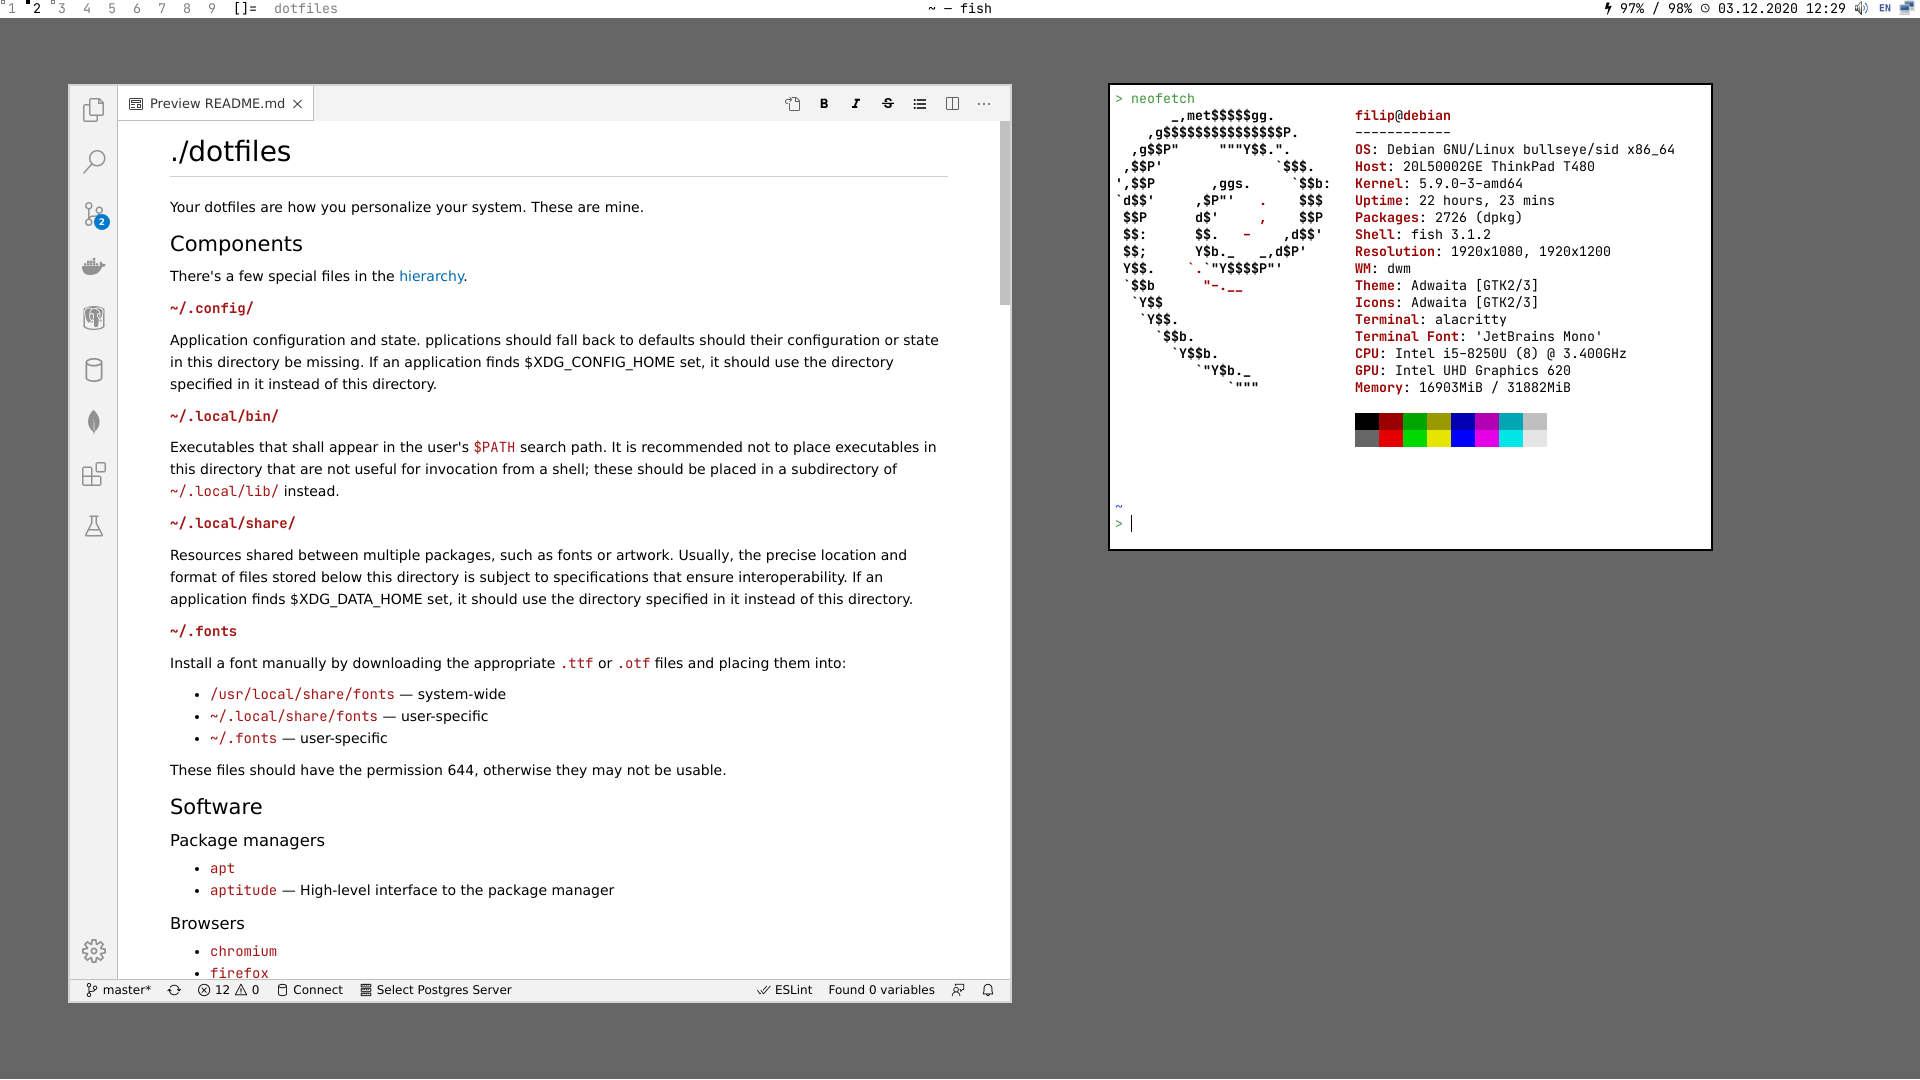 1 2 3 4 5 6 7 8 9 []= dotfiles ~ — fish 97% / 98% 03.12.2020 12:29 EN
Preview README.md
B I S
./dotfiles
Your dotfiles are how you personalize your system. These are mine.
Components
There's a few special files in the hierarchy.
~/.config/
Application configuration and state. pplications should fall back to defaults should their configuration or state
in this directory be missing. If an application finds $XDG_CONFIG_HOME set, it should use the directory
specified in it instead of this directory.
~/.local/bin/
Executables that shall appear in the user's $PATH search path. It is recommended not to place executables in
this directory that are not useful for invocation from a shell; these should be placed in a subdirectory of
~/.local/lib/ instead.
~/.local/share/
Resources shared between multiple packages, such as fonts or artwork. Usually, the precise location and
format of files stored below this directory is subject to specifications that ensure interoperability. If an
application finds $XDG_DATA_HOME set, it should use the directory specified in it instead of this directory.
~/.fonts
Install a font manually by downloading the appropriate .ttf or .otf files and placing them into:
• /usr/local/share/fonts — system-wide
• ~/.local/share/fonts — user-specific
• ~/.fonts — user-specific
These files should have the permission 644, otherwise they may not be usable.
Software
Package managers
• apt
• aptitude — High-level interface to the package manager
Browsers
• chromium
• firefox
2
master* 12 0 Connect Select Postgres Server ESLint Found 0 variables
> neofetch
_,met$$$$$gg.
,g$$$$$$$$$$$$$$$P.
,g$$P" """Y$$.".
,$$P' `$$$.
',$$P ,ggs. `$$b:
`d$$' ,$P"' . $$$
$$P d$' , $$P
$$: $$. - ,d$$'
$$; Y$b._ _,d$P'
Y$$. `.`"Y$$$$P"'
`$$b "-.__
`Y$$
`Y$$.
`$$b.
`Y$$b.
`"Y$b._
`"""
filip@debian
------------
OS: Debian GNU/Linux bullseye/sid x86_64
Host: 20L50002GE ThinkPad T480
Kernel: 5.9.0-3-amd64
Uptime: 22 hours, 23 mins
Packages: 2726 (dpkg)
Shell: fish 3.1.2
Resolution: 1920x1080, 1920x1200
WM: dwm
Theme: Adwaita [GTK2/3]
Icons: Adwaita [GTK2/3]
Terminal: alacritty
Terminal Font: 'JetBrains Mono'
CPU: Intel i5-8250U (8) @ 3.400GHz
GPU: Intel UHD Graphics 620
Memory: 16903MiB / 31882MiB
~
>